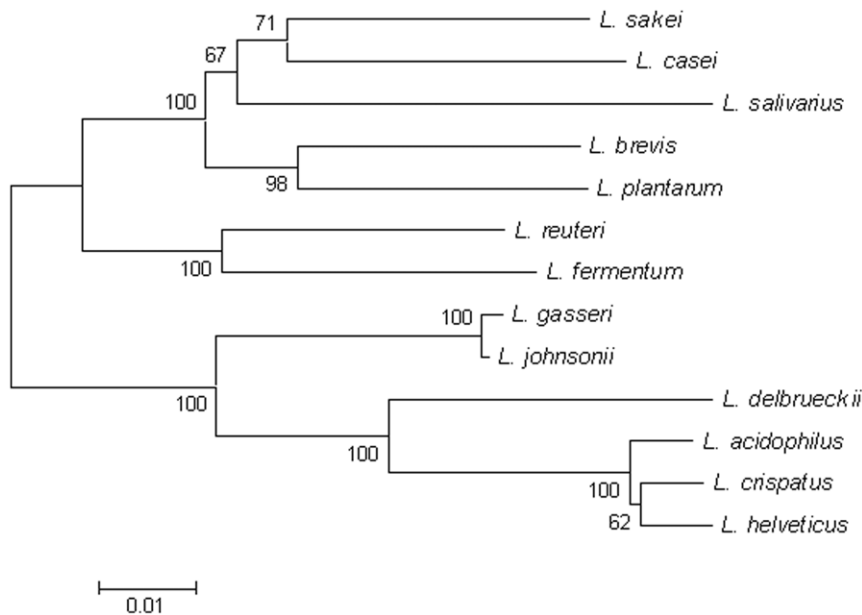 71
L. sakei
67
L. casei
100
L. salivarius
L. brevis
98
L. plantarum
L. reuteri
100
L. fermentum
100
L. gasseri
L. johnsonii
100
L. delbrueckii
100
L. acidophilus
100
L. crispatus
62
L. helveticus
0.01